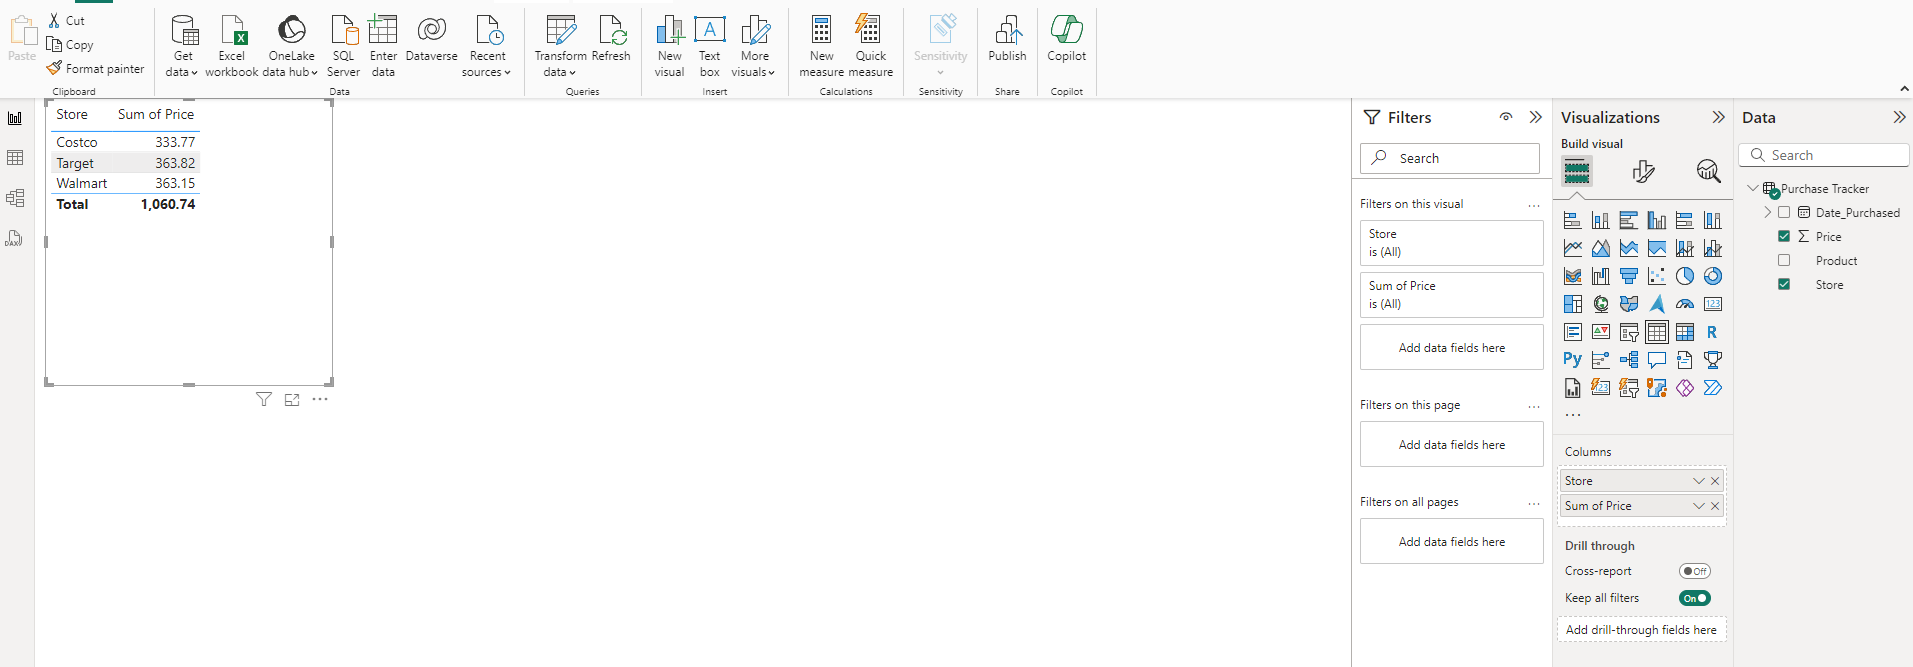 Paste
Cut
Copy
Format painter
Clipboard
Get data
Excel workbook
OneLake data hub
SQL Server
Enter data
Dataverse
Recent sources
Data
Transform data
Refresh
Queries
New visual
Text box
More visuals
Insert
New measure
Quick measure
Calculations
Sensitivity
Sensitivity
Publish
Share
Copilot
Copilot
Store Sum of Price
Costco 333.77
Target 363.82
Walmart 363.15
Total 1,060.74
Filters
Search
Filters on this visual
Store
is (All)
Sum of Price
is (All)
Add data fields here
Filters on this page
Add data fields here
Filters on all pages
Add data fields here
Visualizations
Build visual
123
R
Py
123
Columns
Store
Sum of Price
Drill through
Cross-report Off
Keep all filters On
Add drill-through fields here
Data
Search
Purchase Tracker
Date_Purchased
Price
Product
Store